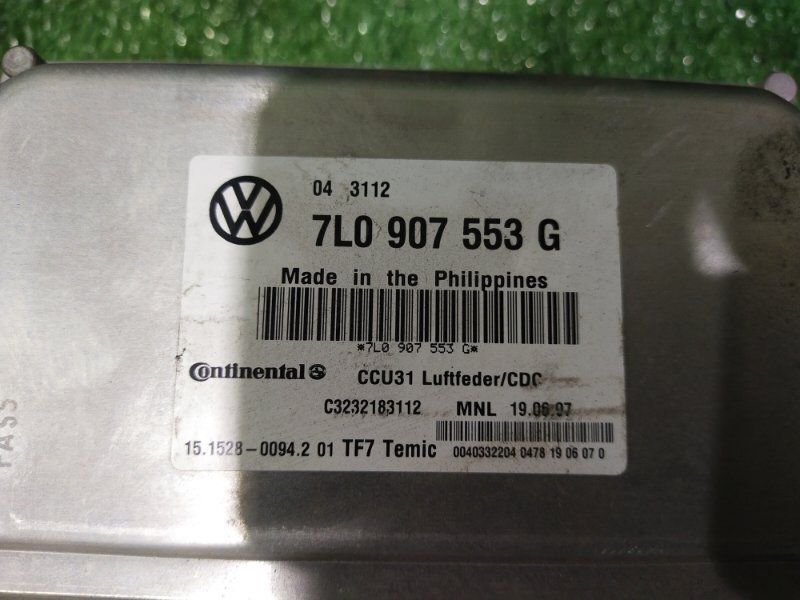 04 3112
7L0 907 553 G
Made in the Philippines
*7L0 907 553 G*
Continental CCU31 Luftfeder/CDC
C3232183112 MNL 19.06.07
15.1528-0094.2 01 TF7 Temic 0040332204 0478 19 06 07 0
PASS